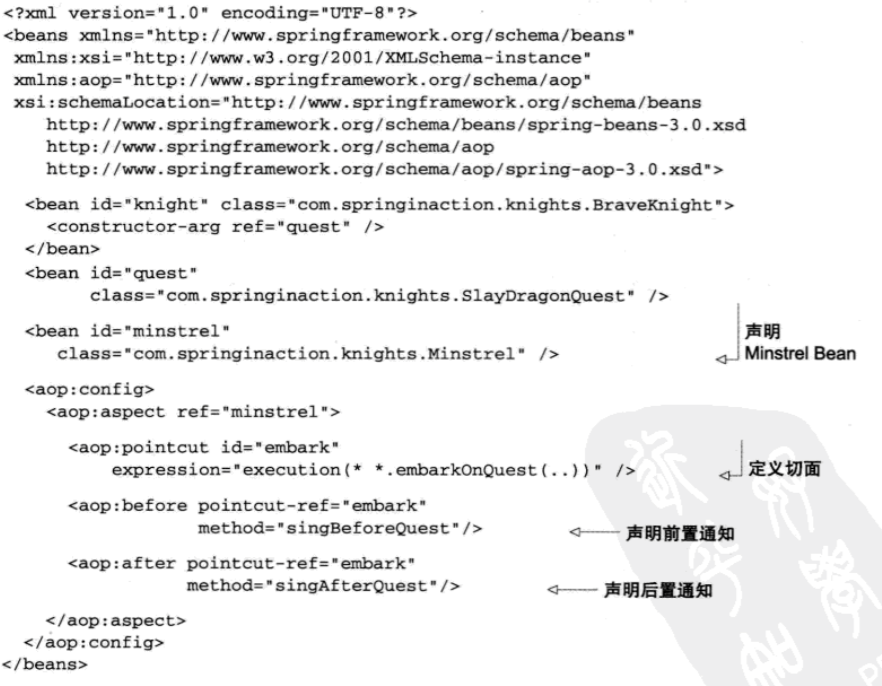 <?xml version="1.0" encoding="UTF-8"?>
<beans xmlns="http://www.springframework.org/schema/beans"
xmlns:xsi="http://www.w3.org/2001/XMLSchema-instance"
xmlns:aop="http://www.springframework.org/schema/aop"
xsi:schemaLocation="http://www.springframework.org/schema/beans
http://www.springframework.org/schema/beans/spring-beans-3.0.xsd
http://www.springframework.org/schema/aop
http://www.springframework.org/schema/aop/spring-aop-3.0.xsd">
<bean id="knight" class="com.springinaction.knights.BraveKnight">
<constructor-arg ref="quest" />
</bean>
<bean id="quest"
class="com.springinaction.knights.SlayDragonQuest" />
<bean id="minstrel"
class="com.springinaction.knights.Minstrel" />
声明
Minstrel Bean
<aop:config>
<aop:aspect ref="minstrel">
<aop:pointcut id="embark"
expression="execution(* *.embarkOnQuest(..))" />
定义切面
<aop:before pointcut-ref="embark"
method="singBeforeQuest"/>
声明前置通知
<aop:after pointcut-ref="embark"
method="singAfterQuest"/>
声明后置通知
</aop:aspect>
</aop:config>
</beans>